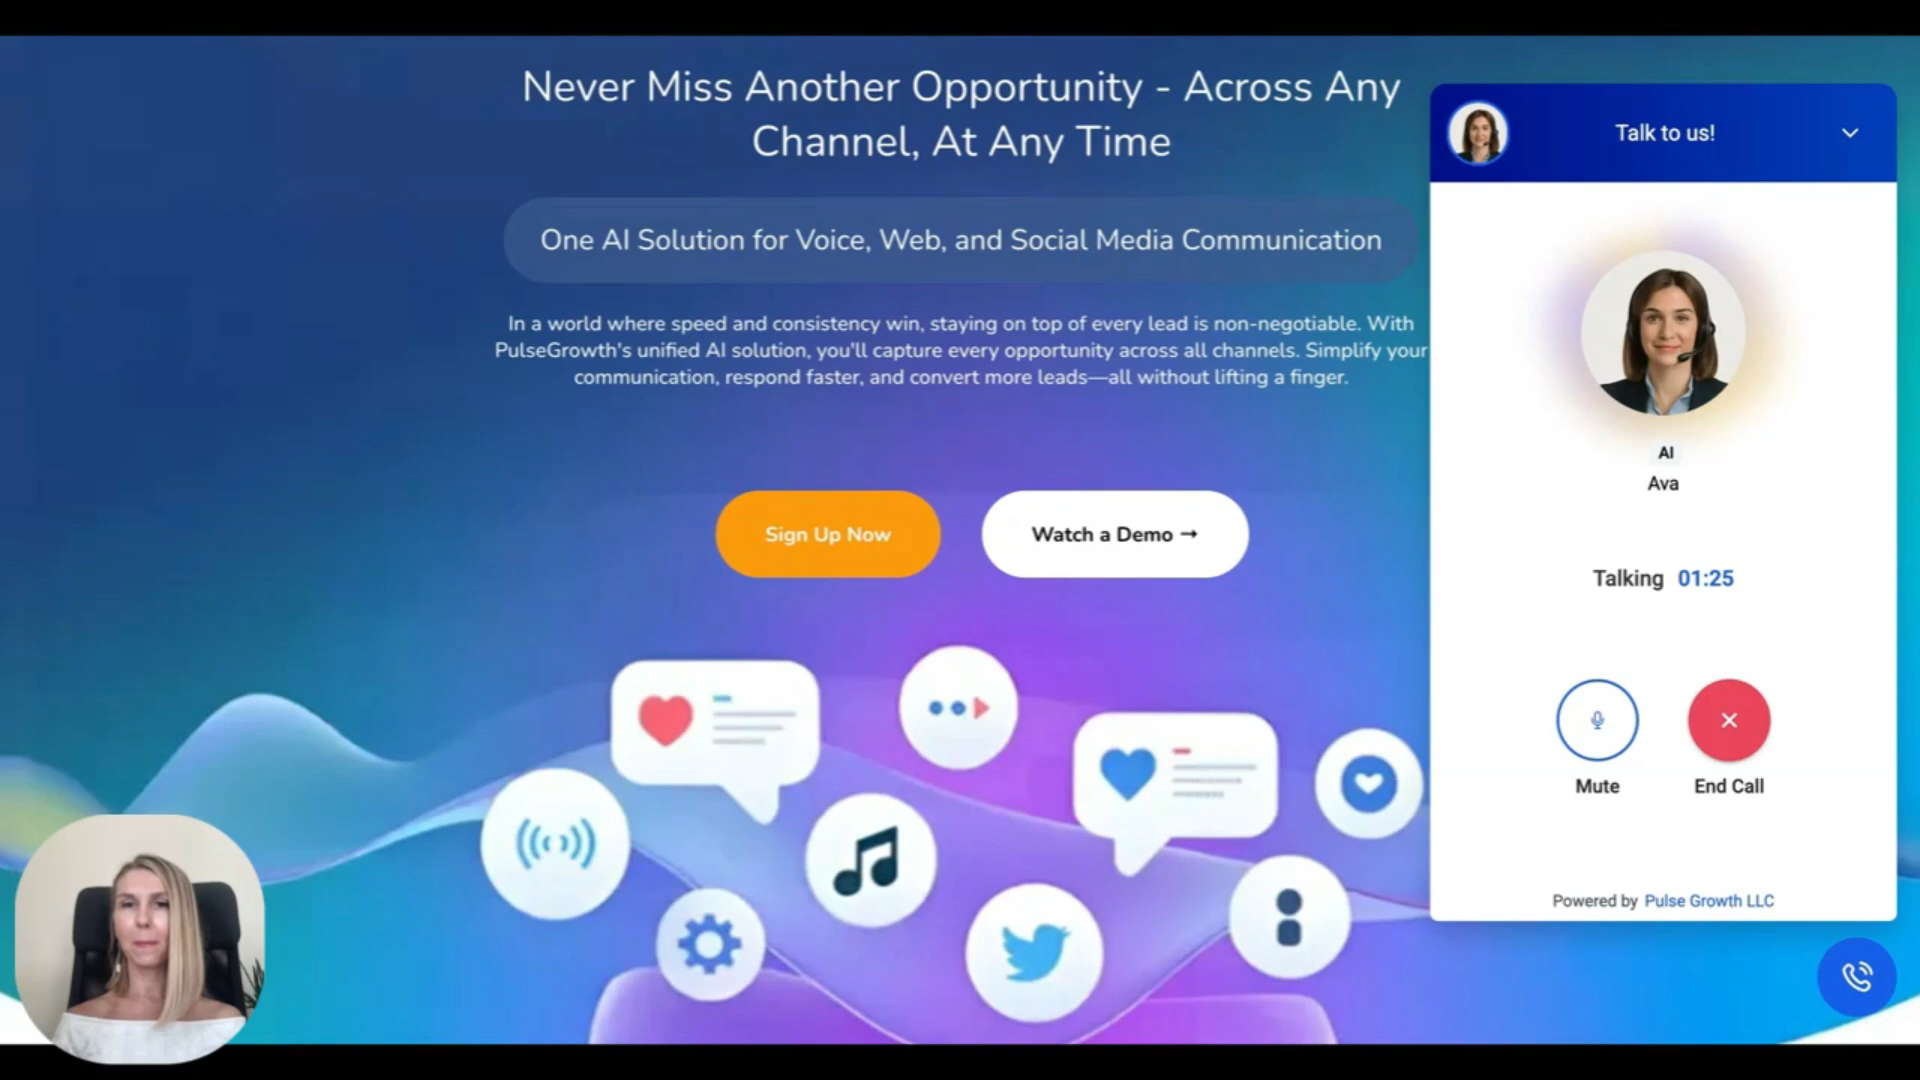 Never Miss Another Opportunity - Across Any
Channel, At Any Time
One AI Solution for Voice, Web, and Social Media Communication
In a world where speed and consistency win, staying on top of every lead is non-negotiable. With
PulseGrowth's unified AI solution, you'll capture every opportunity across all channels. Simplify your
communication, respond faster, and convert more leads—all without lifting a finger.
Sign Up Now
Watch a Demo →
Talk to us!
AI
Ava
Talking 01:25
Mute
End Call
Powered by Pulse Growth LLC